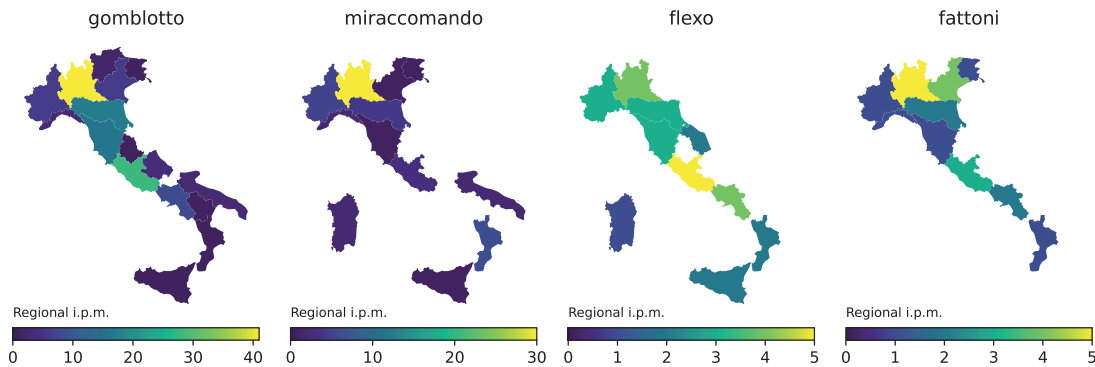 gomblotto miraccomando flexo fattoni
Regional i.p.m. Regional i.p.m. Regional i.p.m. Regional i.p.m.
0 10 20 30 40 0 10 20 30 0 1 2 3 4 5 0 1 2 3 4 5